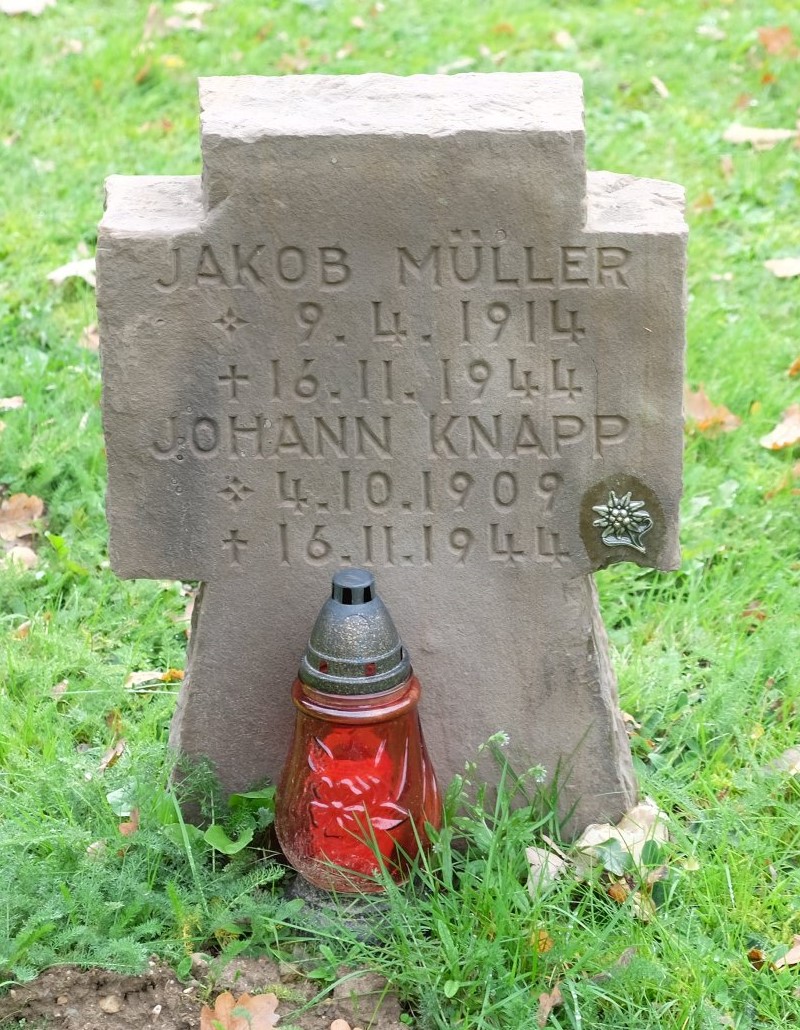 JAKOB MÜLLER
9. 4. 1914
✝ 16. 11. 1944
JOHANN KNAPP
4. 10. 1909
✝ 16. 11. 1944